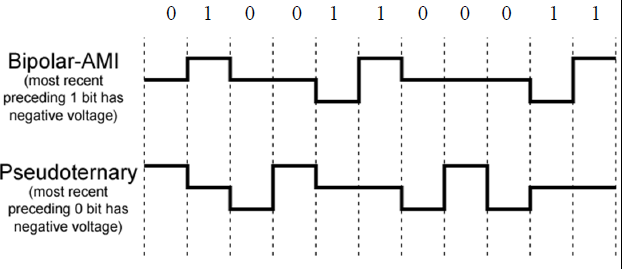 0 1 0 0 1 1 0 0 0 1 1
Bipolar-AMI
(most recent
preceding 1 bit has
negative voltage)
Pseudoternary
(most recent
preceding 0 bit has
negative voltage)